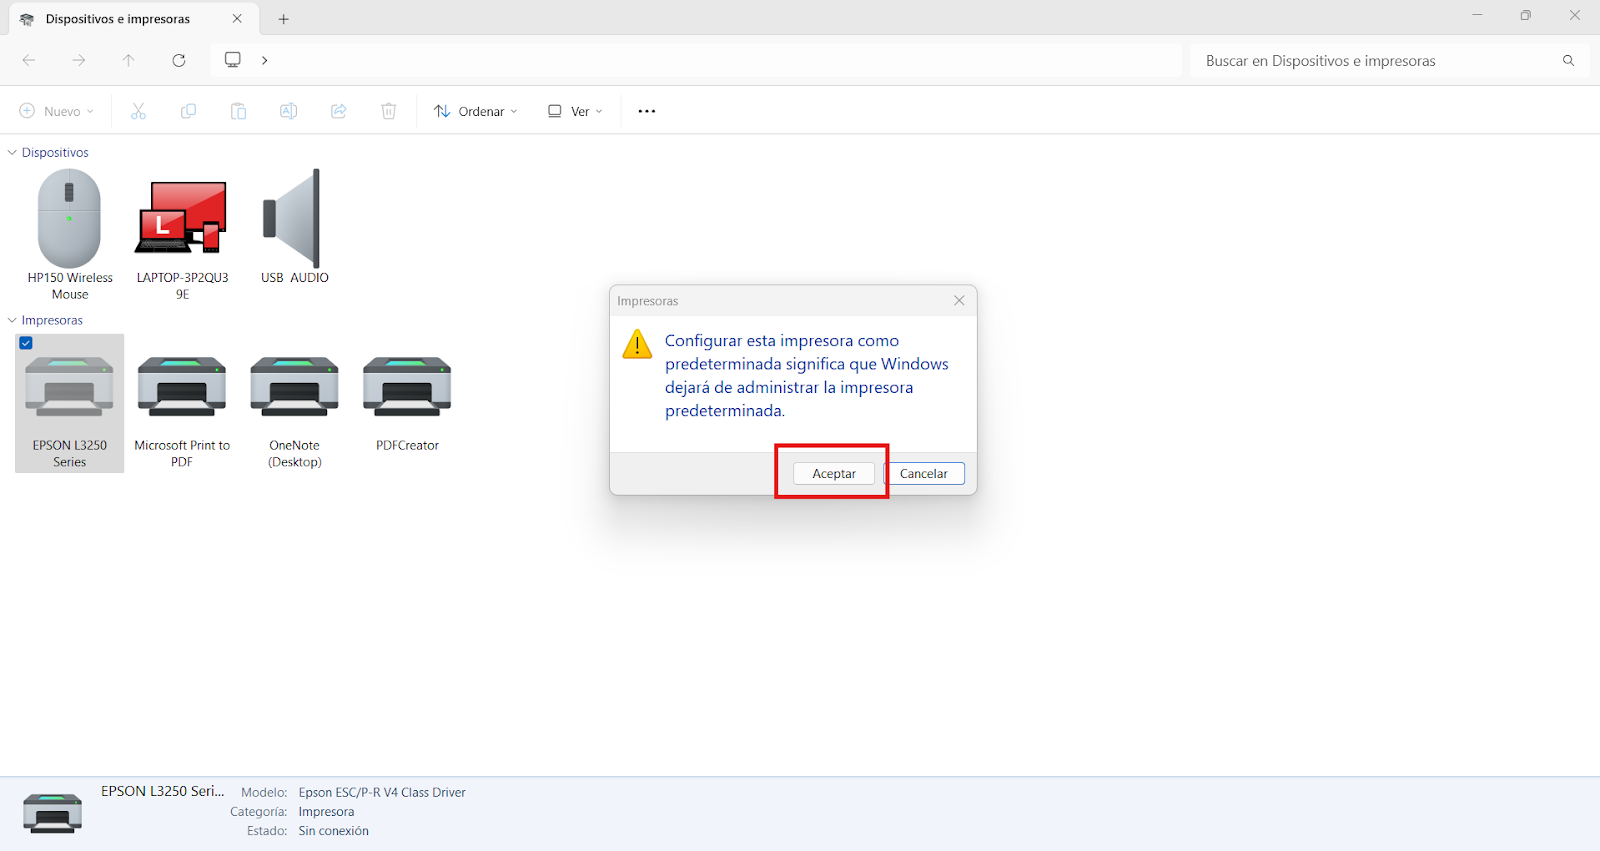 Dispositivos e impresoras
Buscar en Dispositivos e impresoras
Nuevo
Ordenar
Ver
Dispositivos
L
HP150 Wireless
Mouse
LAPTOP-3P2QU3
9E
USB AUDIO
Impresoras
EPSON L3250
Series
Microsoft Print to
PDF
OneNote
(Desktop)
PDFCreator
Impresoras
Configurar esta impresora como
predeterminada significa que Windows
dejará de administrar la impresora
predeterminada.
Aceptar
Cancelar
EPSON L3250 Seri...
Modelo: Epson ESC/P-R V4 Class Driver
Categoría: Impresora
Estado: Sin conexión